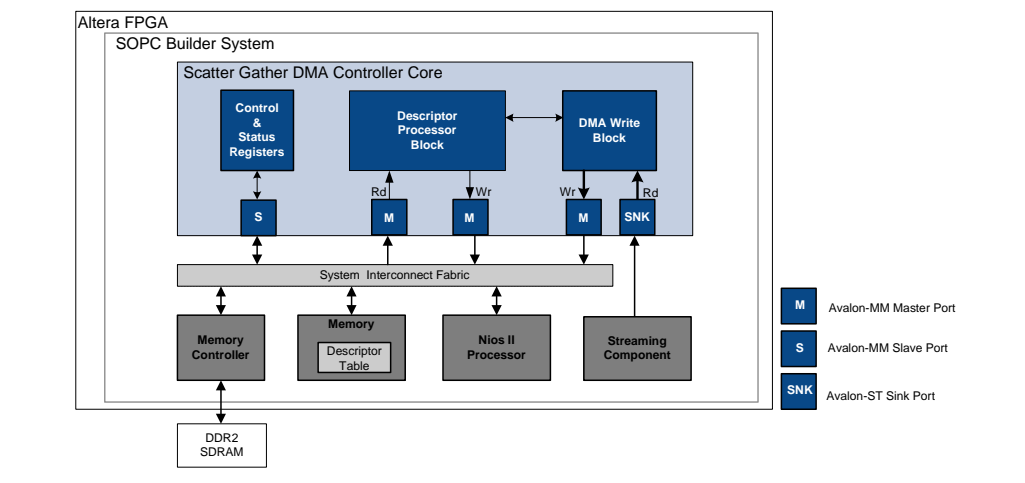 Altera FPGA
SOPC Builder System
Scatter Gather DMA Controller Core
Control
&
Status
Registers
Descriptor
Processor
Block
DMA Write
Block
Rd
Wr
Wr
Rd
S
M
M
M
SNK
System Interconnect Fabric
Memory
Controller
Memory
Descriptor
Table
Nios II
Processor
Streaming
Component
DDR2
SDRAM
M
Avalon-MM Master Port
S
Avalon-MM Slave Port
SNK
Avalon-ST Sink Port